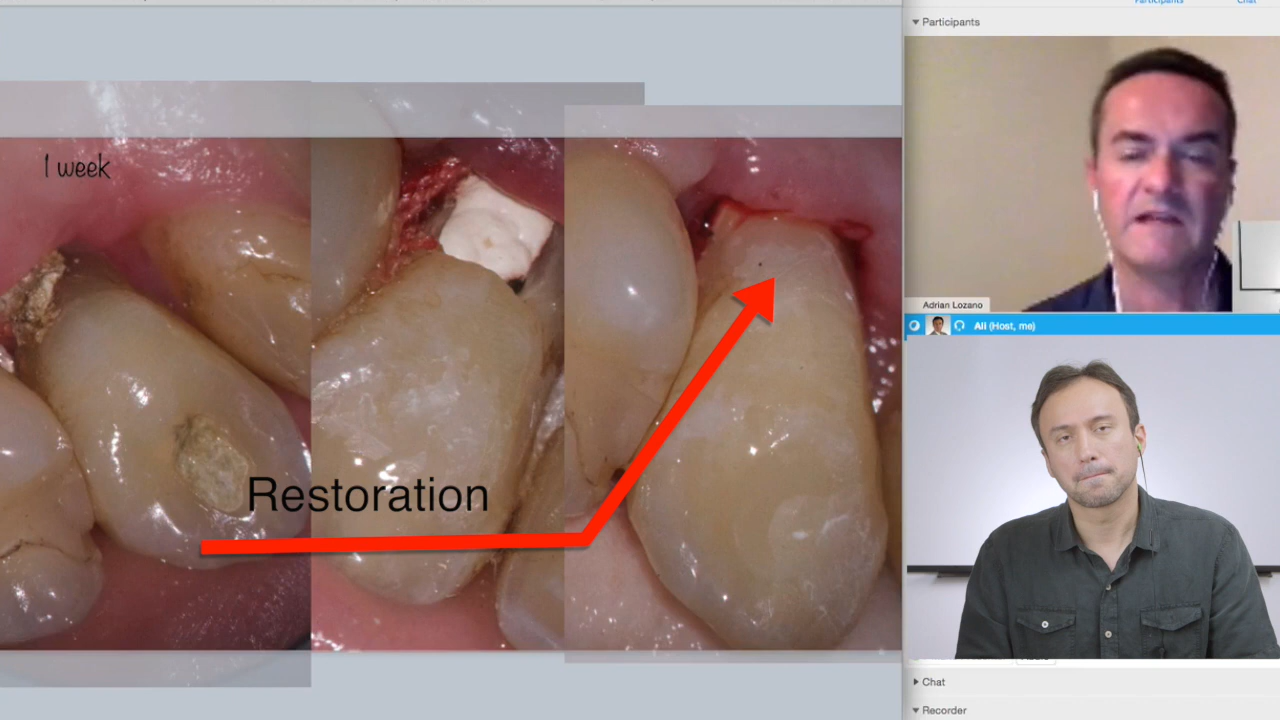 Participants
Chat
Participants
1 week
Restoration
Adrian Lozano
Ali (Host, me)
Chat
Recorder